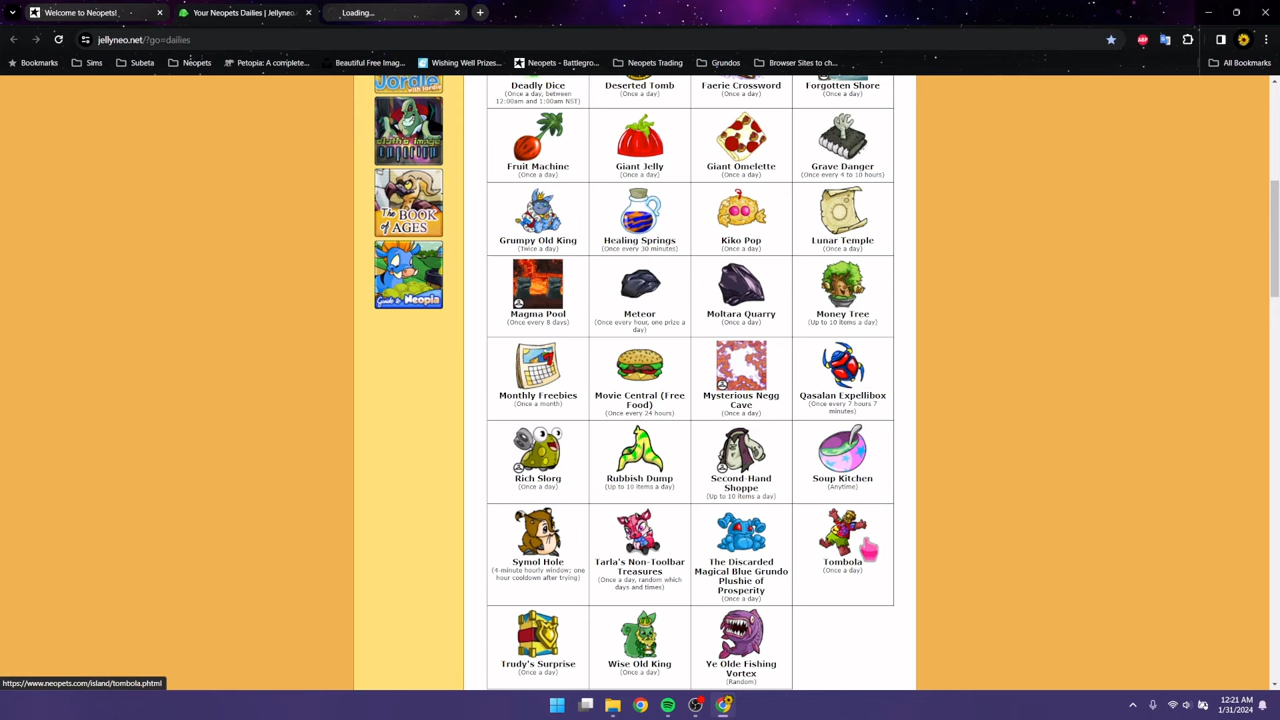 Welcome to Neopets!
Your Neopets Dailies | Jellyneo.
Loading...
jellyneo.net/?go=dailies
Bookmarks
Sims
Subeta
Neopets
Petopia: A complete...
Beautiful Free Imag...
Wishing Well Prizes...
Neopets - Battlegro...
Neopets Trading
Grundos
Browser Sites to ch...
All Bookmarks
Jordle
with Jordie
The BOOK
of AGES
Guide to Neopia
Deadly Dice
(Once a day, between
12:00am and 1:00am NST)
Deserted Tomb
(Once a day)
Faerie Crossword
(Once a day)
Forgotten Shore
(Once a day)
Fruit Machine
(Once a day)
Giant Jelly
(Once a day)
Giant Omelette
(Once a day)
Grave Danger
(Once every 4 to 10 hours)
Grumpy Old King
(Twice a day)
Healing Springs
(Once every 30 minutes)
Kiko Pop
(Once a day)
Lunar Temple
(Once a day)
Magma Pool
(Once every 8 days)
Meteor
(Once every hour, one prize a
day)
Moltara Quarry
(Once a day)
Money Tree
(Up to 10 items a day)
Monthly Freebies
(Once a month)
Movie Central (Free
Food)
(Once every 24 hours)
Mysterious Negg
Cave
(Once a day)
Qasalan Expellibox
(Once every 7 hours 7
minutes)
Rich Slorg
(Once a day)
Rubbish Dump
(Up to 10 items a day)
Second-Hand
Shoppe
(Up to 10 items a day)
Soup Kitchen
(Anytime)
Symol Hole
(4-minute hourly window; one
hour cooldown after trying)
Tarla's Non-Toolbar
Treasures
(Once a day, random which
days and times)
The Discarded
Magical Blue Grundo
Plushie of
Prosperity
(Once a day)
Tombola
(Once a day)
Trudy's Surprise
(Once a day)
Wise Old King
(Once a day)
Ye Olde Fishing
Vortex
(Random)
https://www.neopets.com/island/tombola.phtml
12:21 AM
1/31/2024